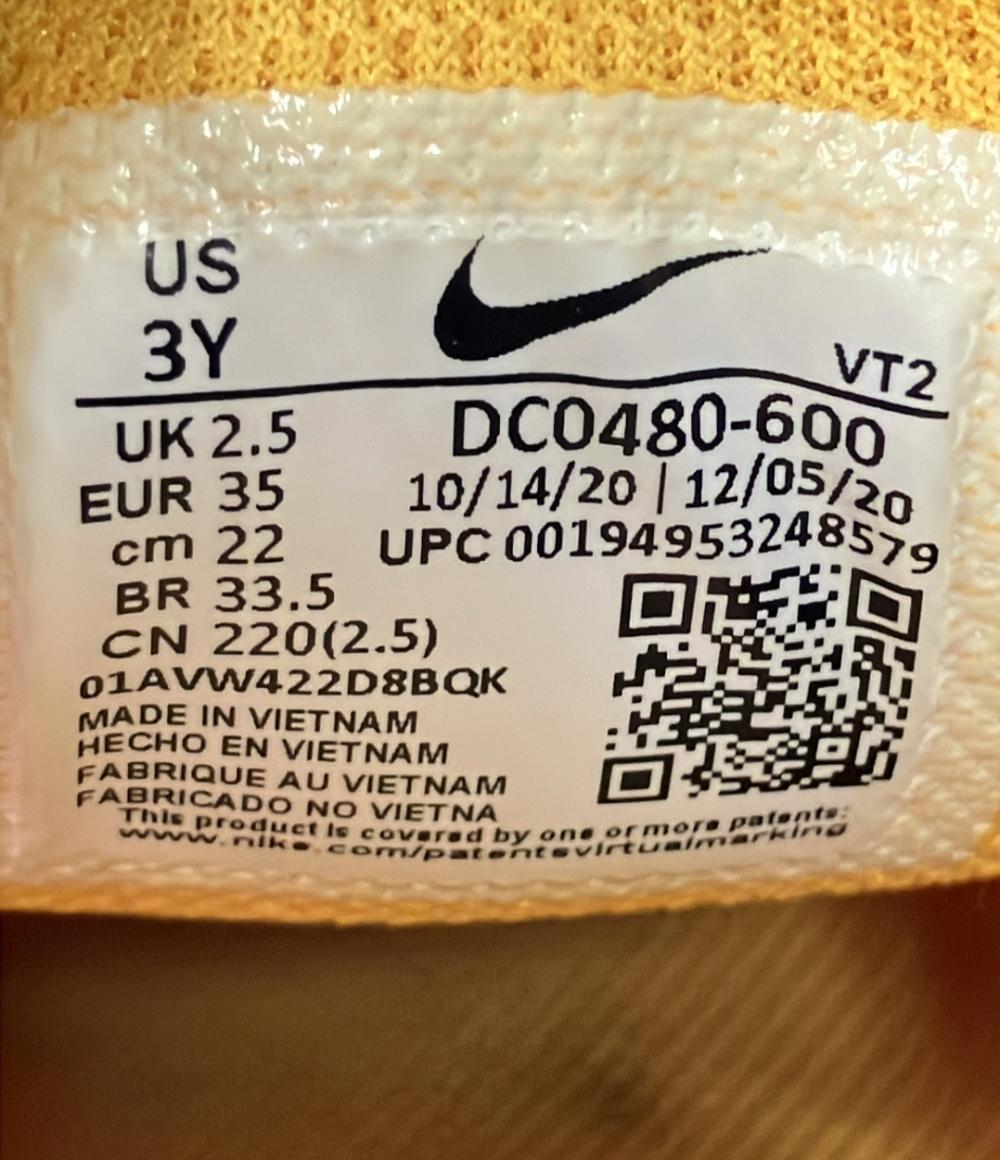 US
3Y
VT2
UK 2.5
EUR 35
cm 22
BR 33.5
CN 220(2.5)
DC0480-600
10/14/20 | 12/05/20
UPC 00194953248579
01AVW422D8BQK
MADE IN VIETNAM
HECHO EN VIETNAM
FABRIQUE AU VIETNAM
FABRICADO NO VIETNA
This product is covered by one or more patents:
www.nike.com/patentsvirtualmarking